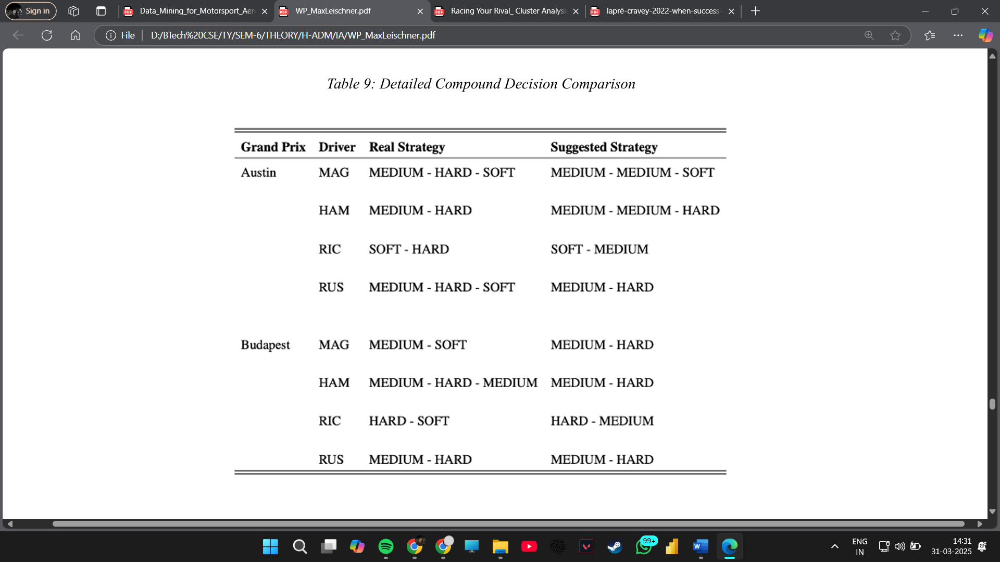 Sign in
Data_Mining_for_Motorsport_Aer
WP_MaxLeischner.pdf
Racing Your Rival_ Cluster Analysi
lapré-cravey-2022-when-success-
File
D:/BTech%20CSE/TY/SEM-6/THEORY/H-ADM/IA/WP_MaxLeischner.pdf
Table 9: Detailed Compound Decision Comparison
Grand Prix Driver Real Strategy Suggested Strategy
Austin MAG MEDIUM - HARD - SOFT MEDIUM - MEDIUM - SOFT
HAM MEDIUM - HARD MEDIUM - MEDIUM - HARD
RIC SOFT - HARD SOFT - MEDIUM
RUS MEDIUM - HARD - SOFT MEDIUM - HARD
Budapest MAG MEDIUM - SOFT MEDIUM - HARD
HAM MEDIUM - HARD - MEDIUM MEDIUM - HARD
RIC HARD - SOFT HARD - MEDIUM
RUS MEDIUM - HARD MEDIUM - HARD
99+
ENG
IN
14:31
31-03-2025